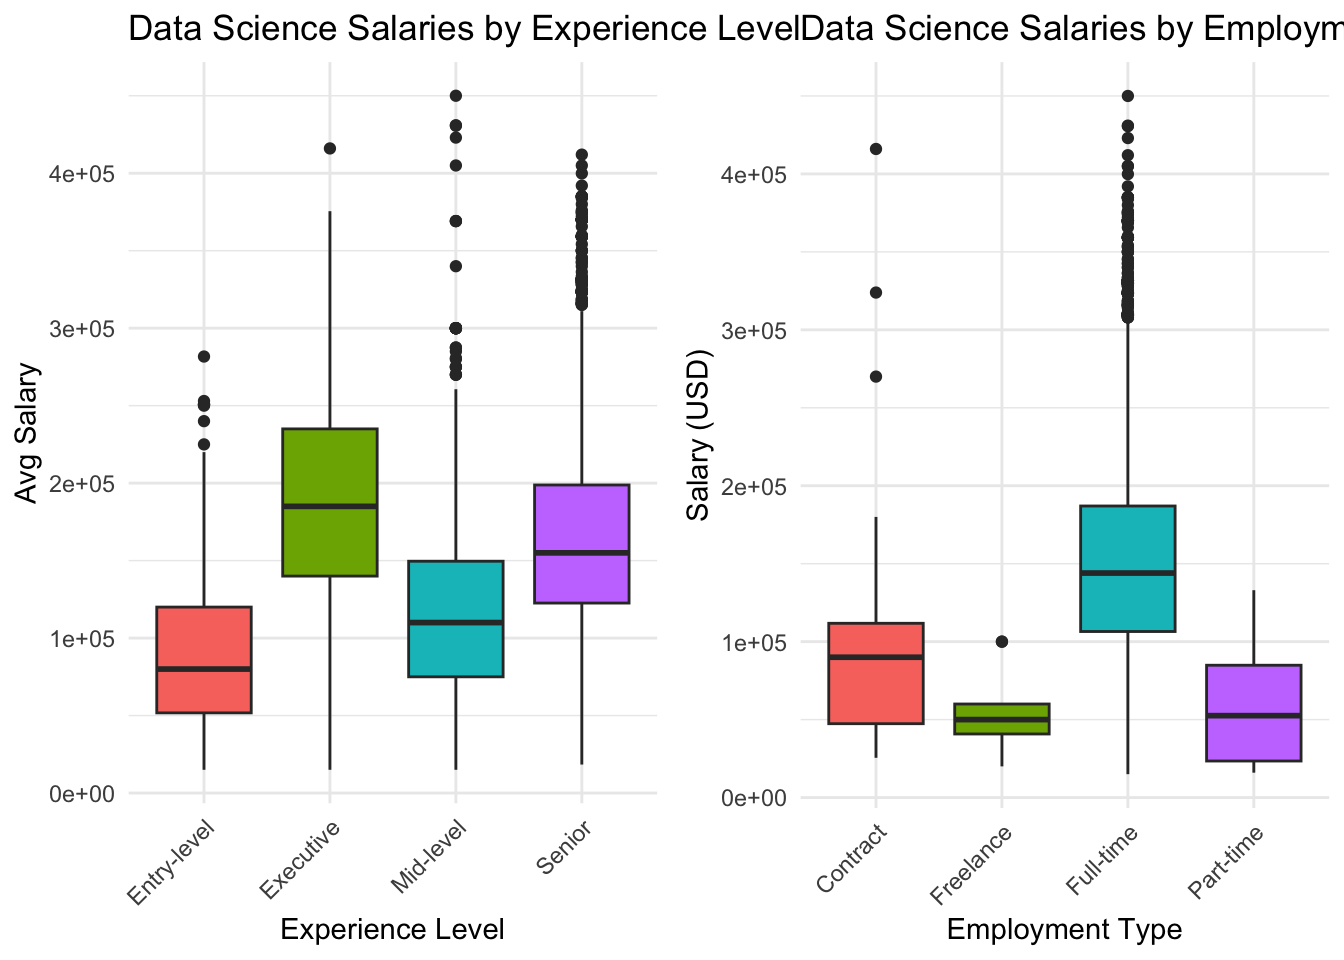 Data Science Salaries by Experience Level
Avg Salary
4e+05
3e+05
2e+05
1e+05
0e+00
Entry-level
Executive
Mid-level
Senior
Experience Level
Data Science Salaries by Employm
Salary (USD)
4e+05
3e+05
2e+05
1e+05
0e+00
Contract
Freelance
Full-time
Part-time
Employment Type